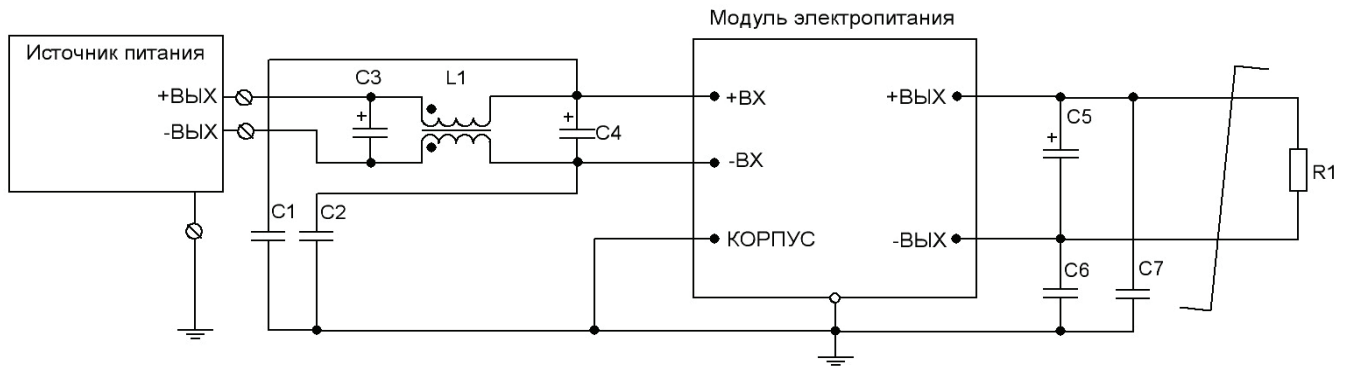 Модуль электропитания
Источник питания
+ВЫХ
-ВЫХ
C3
L1
+
+
C4
C1
C2
+ВХ
-ВХ
КОРПУС
+ВЫХ
-ВЫХ
C5
+
C6
C7
R1